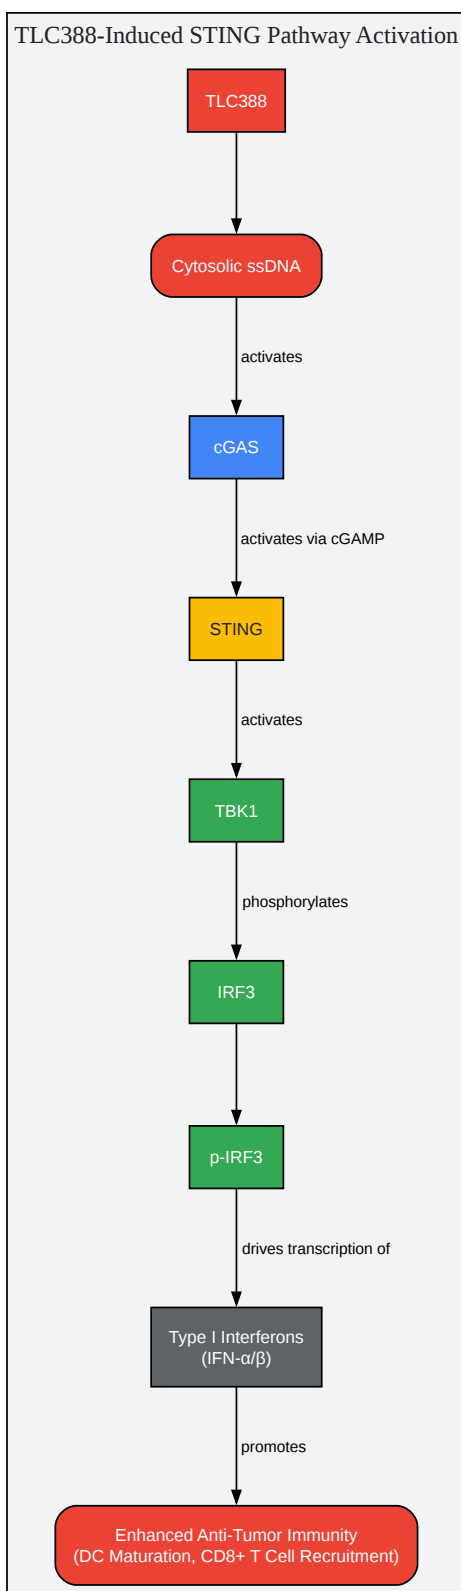 TLC388-Induced STING Pathway Activation
TLC388
Cytosolic ssDNA
activates
cGAS
activates via cGAMP
STING
activates
TBK1
phosphorylates
IRF3
p-IRF3
drives transcription of
Type I Interferons
(IFN-α/β)
promotes
Enhanced Anti-Tumor Immunity
(DC Maturation, CD8+ T Cell Recruitment)